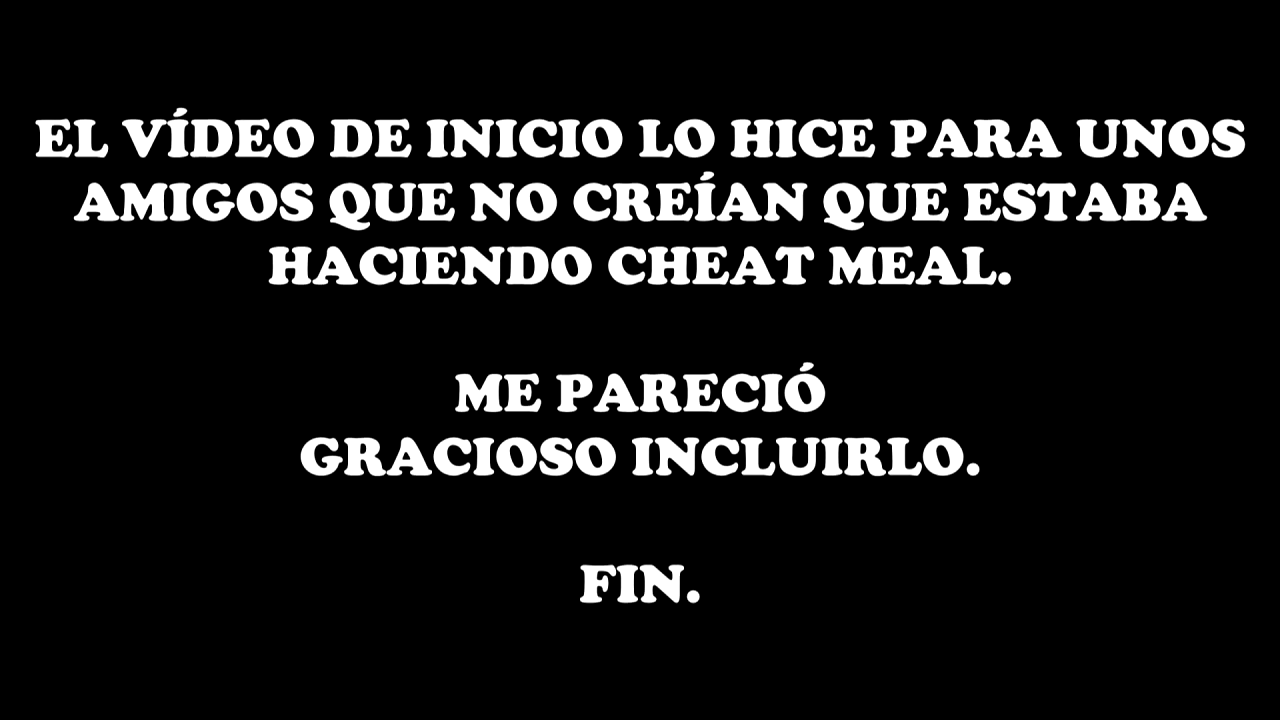 EL VÍDEO DE INICIO LO HICE PARA UNOS
AMIGOS QUE NO CREÍAN QUE ESTABA
HACIENDO CHEAT MEAL.
ME PARECIÓ
GRACIOSO INCLUIRLO.
FIN.